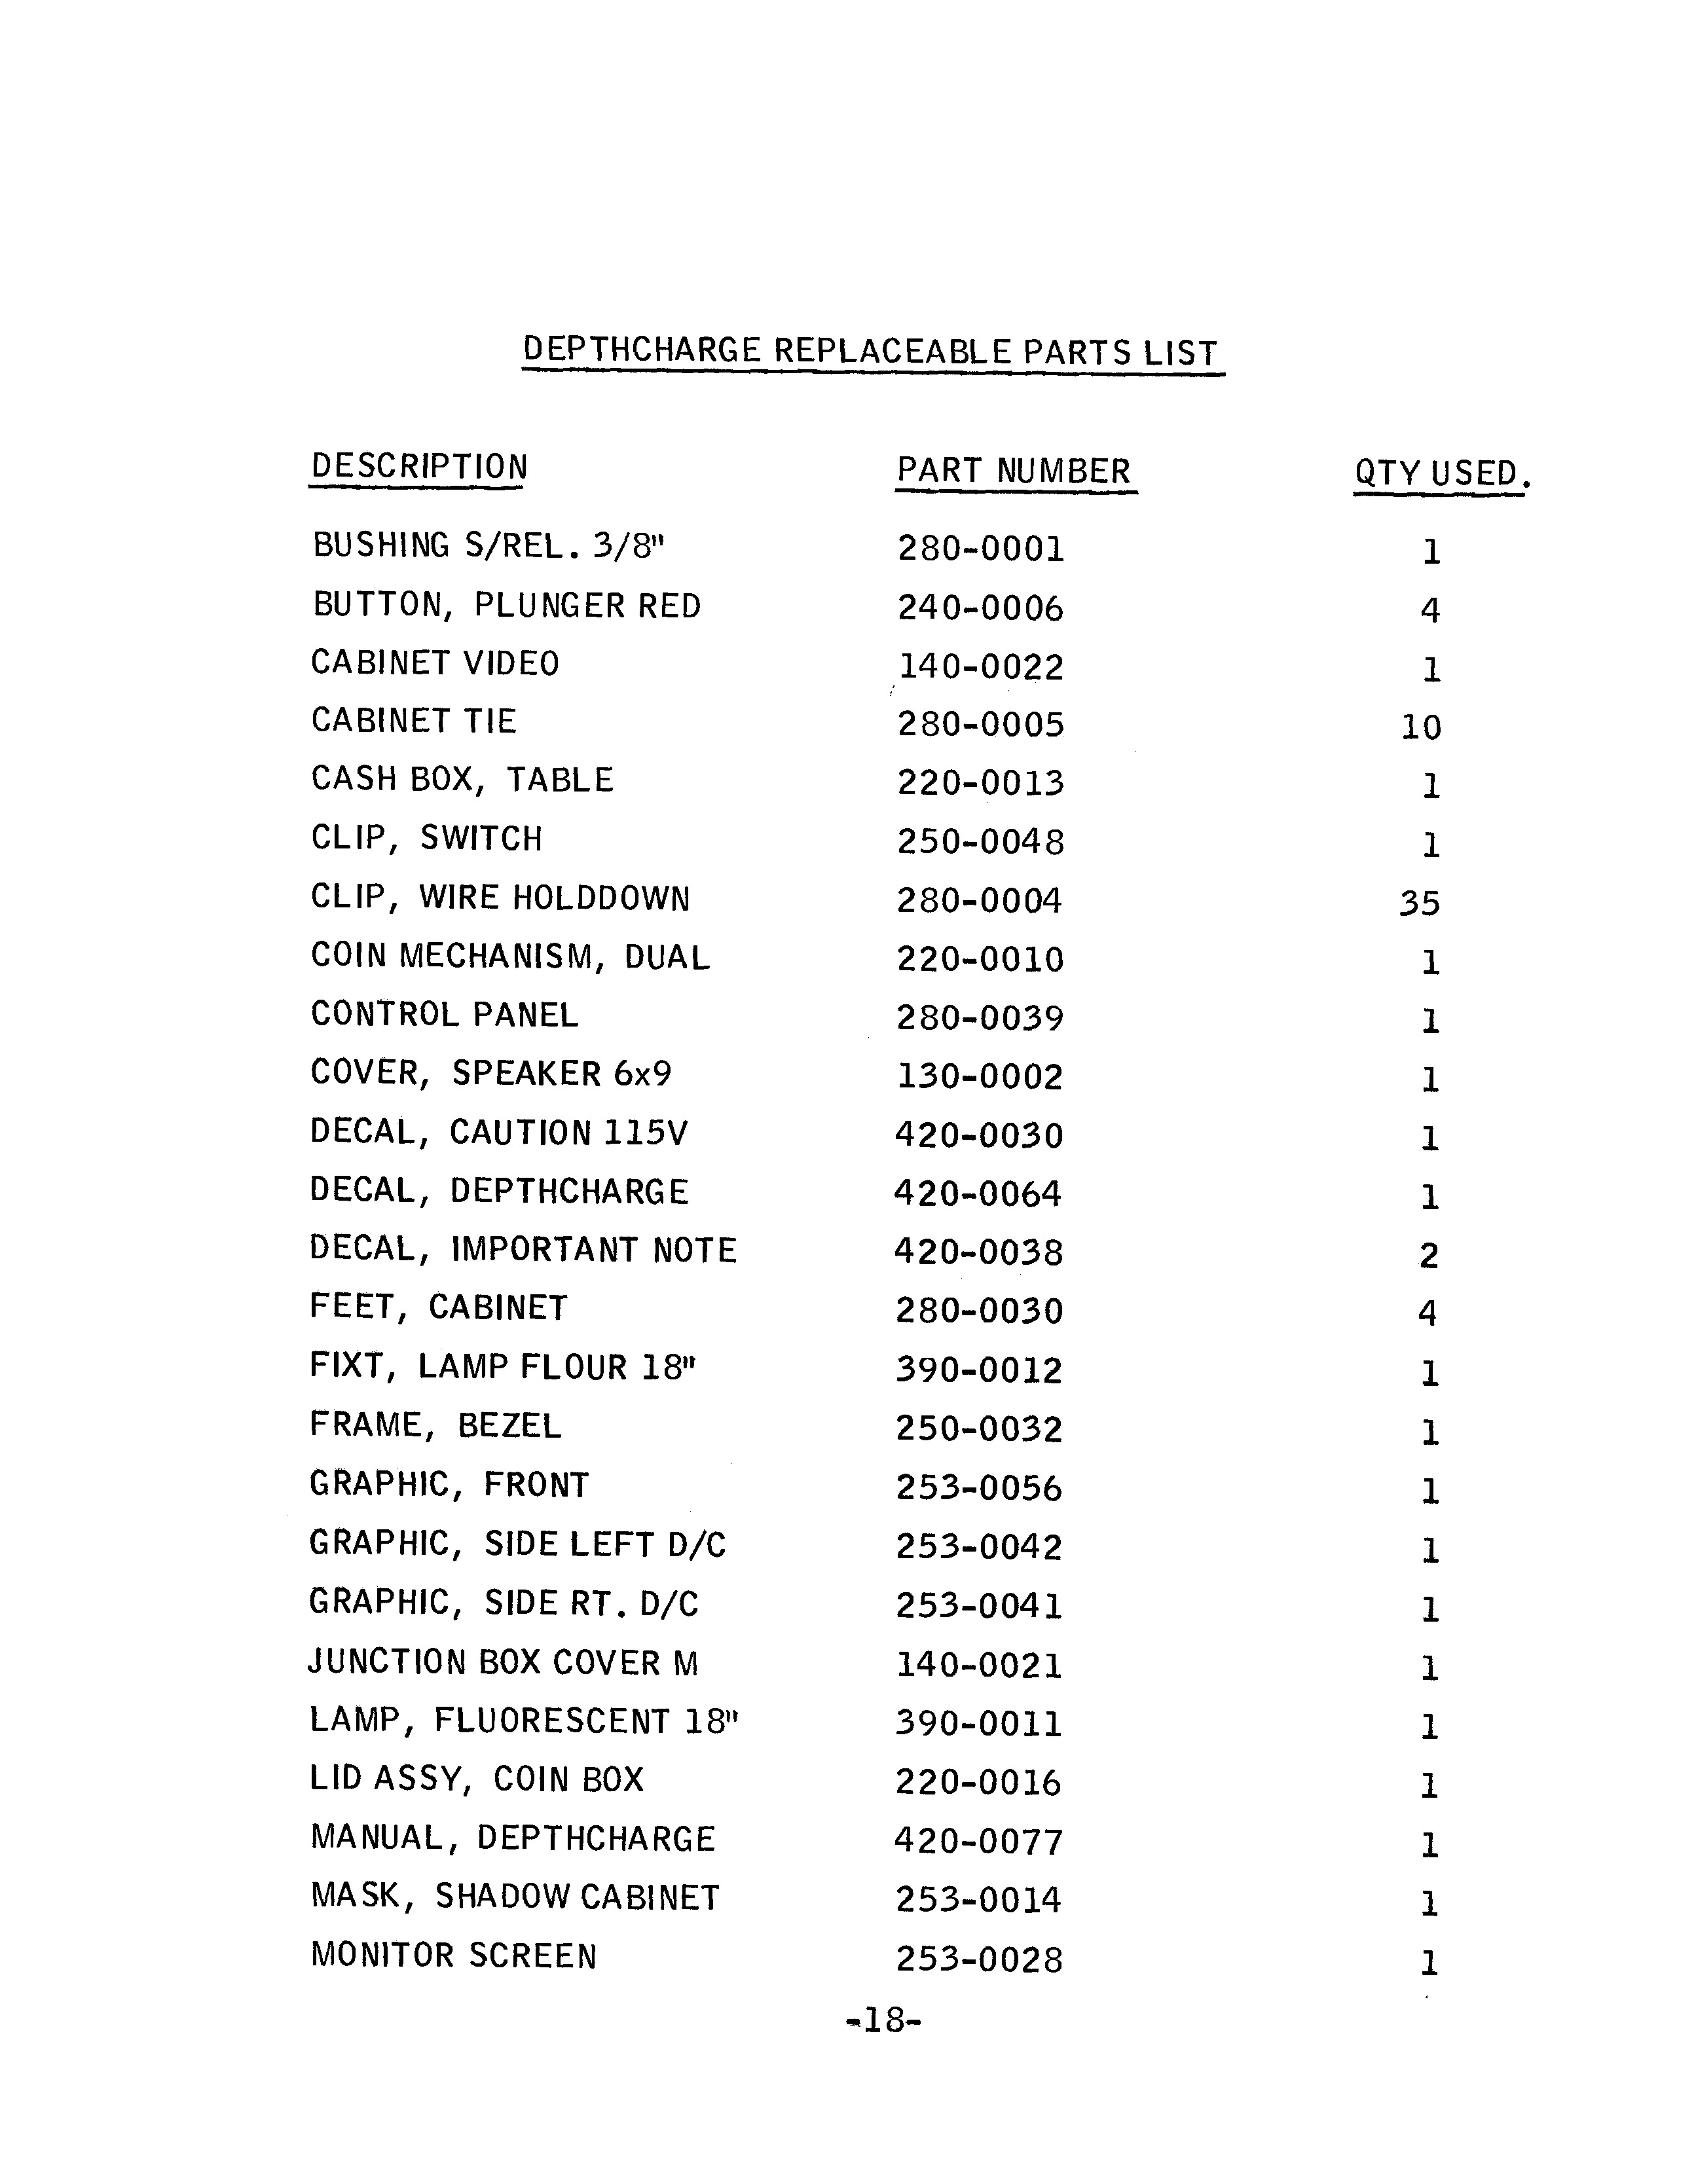 DEPTHCHARGE REPLACEABLE PARTS LIST
DESCRIPTION PART NUMBER QTY USED.
BUSHING S/REL. 3/8" 280-0001 1
BUTTON, PLUNGER RED 240-0006 4
CABINET VIDEO 140-0022 1
CABINET TIE 280-0005 10
CASH BOX, TABLE 220-0013 1
CLIP, SWITCH 250-0048 1
CLIP, WIRE HOLDDOWN 280-0004 35
COIN MECHANISM, DUAL 220-0010 1
CONTROL PANEL 280-0039 1
COVER, SPEAKER 6x9 130-0002 1
DECAL, CAUTION 115V 420-0030 1
DECAL, DEPTHCHARGE 420-0064 1
DECAL, IMPORTANT NOTE 420-0038 2
FEET, CABINET 280-0030 4
FIXT, LAMP FLOUR 18" 390-0012 1
FRAME, BEZEL 250-0032 1
GRAPHIC, FRONT 253-0056 1
GRAPHIC, SIDE LEFT D/C 253-0042 1
GRAPHIC, SIDE RT. D/C 253-0041 1
JUNCTION BOX COVER M 140-0021 1
LAMP, FLUORESCENT 18" 390-0011 1
LID ASSY, COIN BOX 220-0016 1
MANUAL, DEPTHCHARGE 420-0077 1
MASK, SHADOW CABINET 253-0014 1
MONITOR SCREEN 253-0028 1
-18-